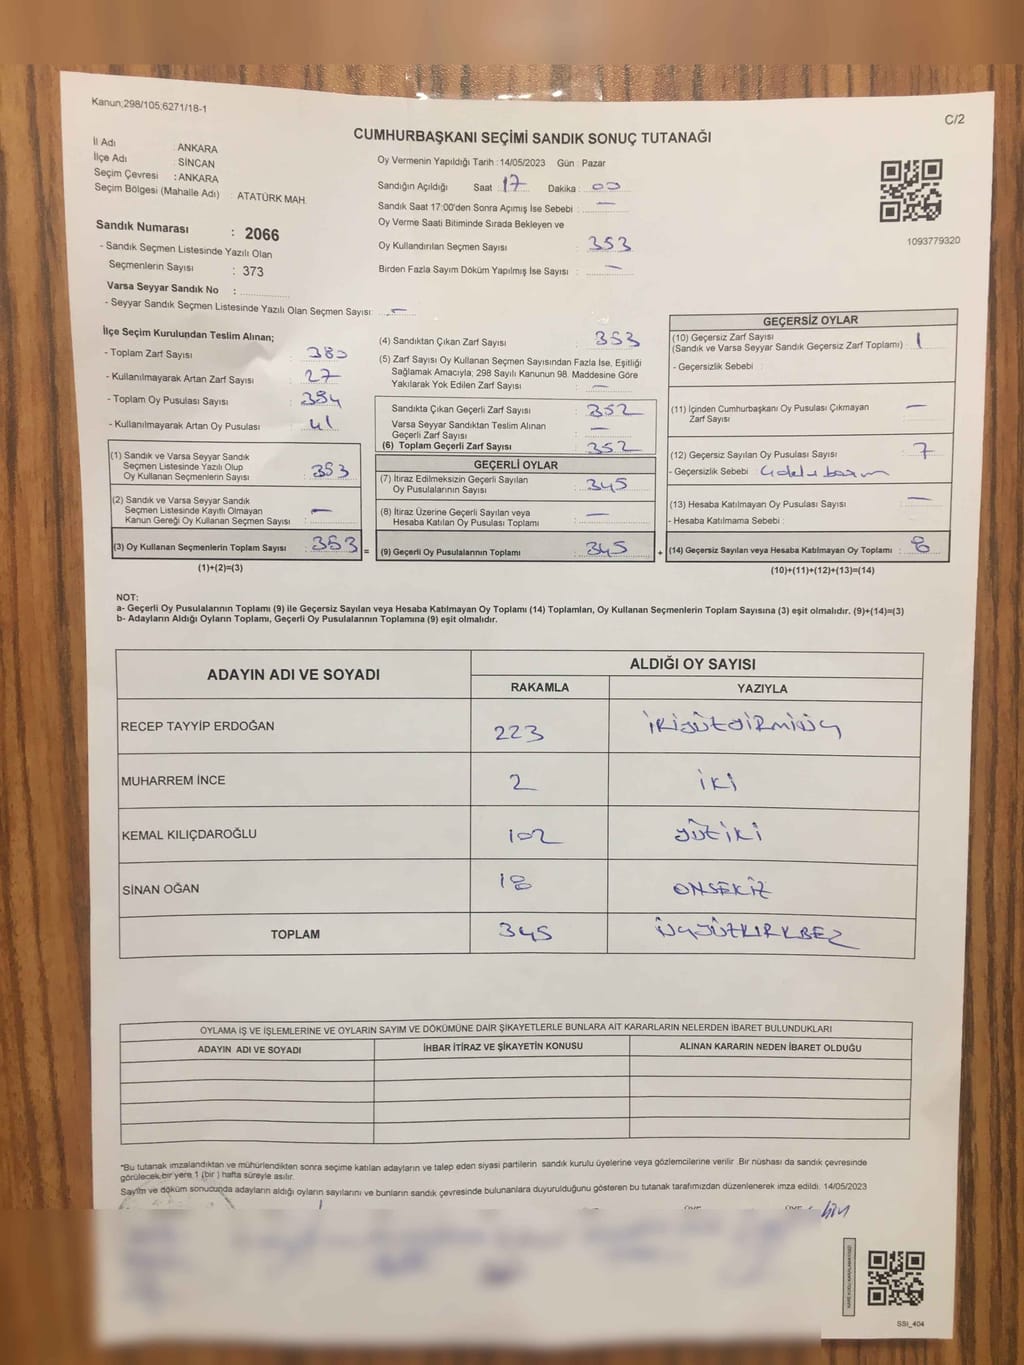 Kanun;298/105;6271/18-1
C/2
CUMHURBAŞKANI SEÇİMİ SANDIK SONUÇ TUTANAĞI
İl Adı : ANKARA
İlçe Adı : SİNCAN
Seçim Çevresi : ANKARA
Seçim Bölgesi (Mahalle Adı) : ATATÜRK MAH.
Oy Vermenin Yapıldığı Tarih :14/05/2023 Gün : Pazar
Sandığın Açıldığı Saat 17 Dakika : 00
Sandık Saat 17:00'den Sonra Açımış İse Sebebi : —
Oy Verme Saati Bitiminde Sırada Bekleyen ve
Oy Kullandırılan Seçmen Sayısı : 353
Birden Fazla Sayım Döküm Yapılmış İse Sayısı : —
1093779320
Sandık Numarası : 2066
- Sandık Seçmen Listesinde Yazılı Olan
Seçmenlerin Sayısı : 373
Varsa Seyyar Sandık No :
- Seyyar Sandık Seçmen Listesinde Yazılı Olan Seçmen Sayısı: —
İlçe Seçim Kurulundan Teslim Alınan;
- Toplam Zarf Sayısı : 380
- Kullanılmayarak Artan Zarf Sayısı : 27
- Toplam Oy Pusulası Sayısı : 394
- Kullanılmayarak Artan Oy Pusulası : 41
(1) Sandık ve Varsa Seyyar Sandık
Seçmen Listesinde Yazılı Olup
Oy Kullanan Seçmenlerin Sayısı : 353
(2) Sandık ve Varsa Seyyar Sandık
Seçmen Listesinde Kayıtlı Olmayan
Kanun Gereği Oy Kullanan Seçmen Sayısı : —
(3) Oy Kullanan Seçmenlerin Toplam Sayısı : 353 =
(1)+(2)=(3)
(4) Sandıktan Çıkan Zarf Sayısı : 353
(5) Zarf Sayısı Oy Kullanan Seçmen Sayısından Fazla İse, Eşitliği
Sağlamak Amacıyla; 298 Sayılı Kanunun 98. Maddesine Göre
Yakılarak Yok Edilen Zarf Sayısı : —
Sandıkta Çıkan Geçerli Zarf Sayısı : 352
Varsa Seyyar Sandıktan Teslim Alınan
Geçerli Zarf Sayısı : —
(6) Toplam Geçerli Zarf Sayısı : 352
GEÇERLİ OYLAR
(7) İtiraz Edilmeksizin Geçerli Sayılan
Oy Pusulalarının Sayısı : 345
(8) İtiraz Üzerine Geçerli Sayılan veya
Hesaba Katılan Oy Pusulası Toplamı : —
(9) Geçerli Oy Pusulalarının Toplamı : 345 +
GEÇERSİZ OYLAR
(10) Geçersiz Zarf Sayısı
(Sandık ve Varsa Seyyar Sandık Geçersiz Zarf Toplamı) : 1
- Geçersizlik Sebebi :
(11) İçinden Cumhurbaşkanı Oy Pusulası Çıkmayan
Zarf Sayısı —
(12) Geçersiz Sayılan Oy Pusulası Sayısı : 7
- Geçersizlik Sebebi
(13) Hesaba Katılmayan Oy Pusulası Sayısı : —
- Hesaba Katılmama Sebebi :
(14) Geçersiz Sayılan veya Hesaba Katılmayan Oy Toplamı : 8
(10)+(11)+(12)+(13)=(14)
NOT:
a- Geçerli Oy Pusulalarının Toplamı (9) ile Geçersiz Sayılan veya Hesaba Katılmayan Oy Toplamı (14) Toplamları, Oy Kullanan Seçmenlerin Toplam Sayısına (3) eşit olmalıdır. (9)+(14)=(3)
b- Adayların Aldığı Oyların Toplamı, Geçerli Oy Pusulalarının Toplamına (9) eşit olmalıdır.
ADAYIN ADI VE SOYADI
ALDIĞI OY SAYISI
RAKAMLA YAZIYLA
RECEP TAYYİP ERDOĞAN 223 İKİYÜZYİRMİÜÇ
MUHARREM İNCE 2 İKİ
KEMAL KILIÇDAROĞLU 102 YÜZİKİ
SİNAN OĞAN 18 ONSEKİZ
TOPLAM 345 ÜÇYÜZKIRKBEŞ
OYLAMA İŞ VE İŞLEMLERİNE VE OYLARIN SAYIM VE DÖKÜMÜNE DAİR ŞİKAYETLERLE BUNLARA AİT KARARLARIN NELERDEN İBARET BULUNDUKLARI
ADAYIN ADI VE SOYADI İHBAR İTİRAZ VE ŞİKAYETİN KONUSU ALINAN KARARIN NEDEN İBARET OLDUĞU
*Bu tutanak imzalandıktan ve mühürlendikten sonra seçime katılan adayların ve talep eden siyasi partilerin sandık kurulu üyelerine veya gözlemcilerine verilir .Bir nüshası da sandık çevresinde
görülecek bir yere 1 (bir ) hafta süreyle asılır.
Sayım ve döküm sonucunda adayların aldığı oyların sayılarını ve bunların sandık çevresinde bulunanlara duyurulduğunu gösteren bu tutanak tarafımızdan düzenlenerek imza edildi. 14/05/2023
SSI_404